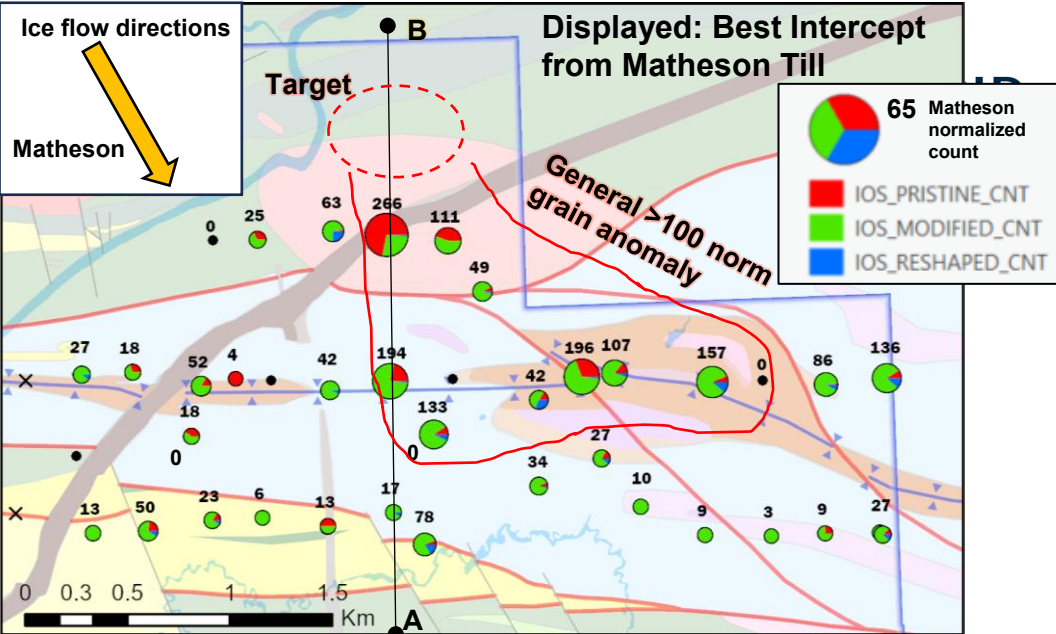 Ice flow directions
Matheson
B
Displayed: Best Intercept
from Matheson Till
Target
65 Matheson
normalized
count
IOS_PRISTINE_CNT
IOS_MODIFIED_CNT
IOS_RESHAPED_CNT
General >100 norm
grain anomaly
0
25
63
266
111
49
27
18
52
4
42
194
196
107
157
0
86
136
42
18
0
133
0
27
34
10
13
50
23
6
13
17
78
9
3
9
27
0 0.3 0.5 1 1.5
Km
A